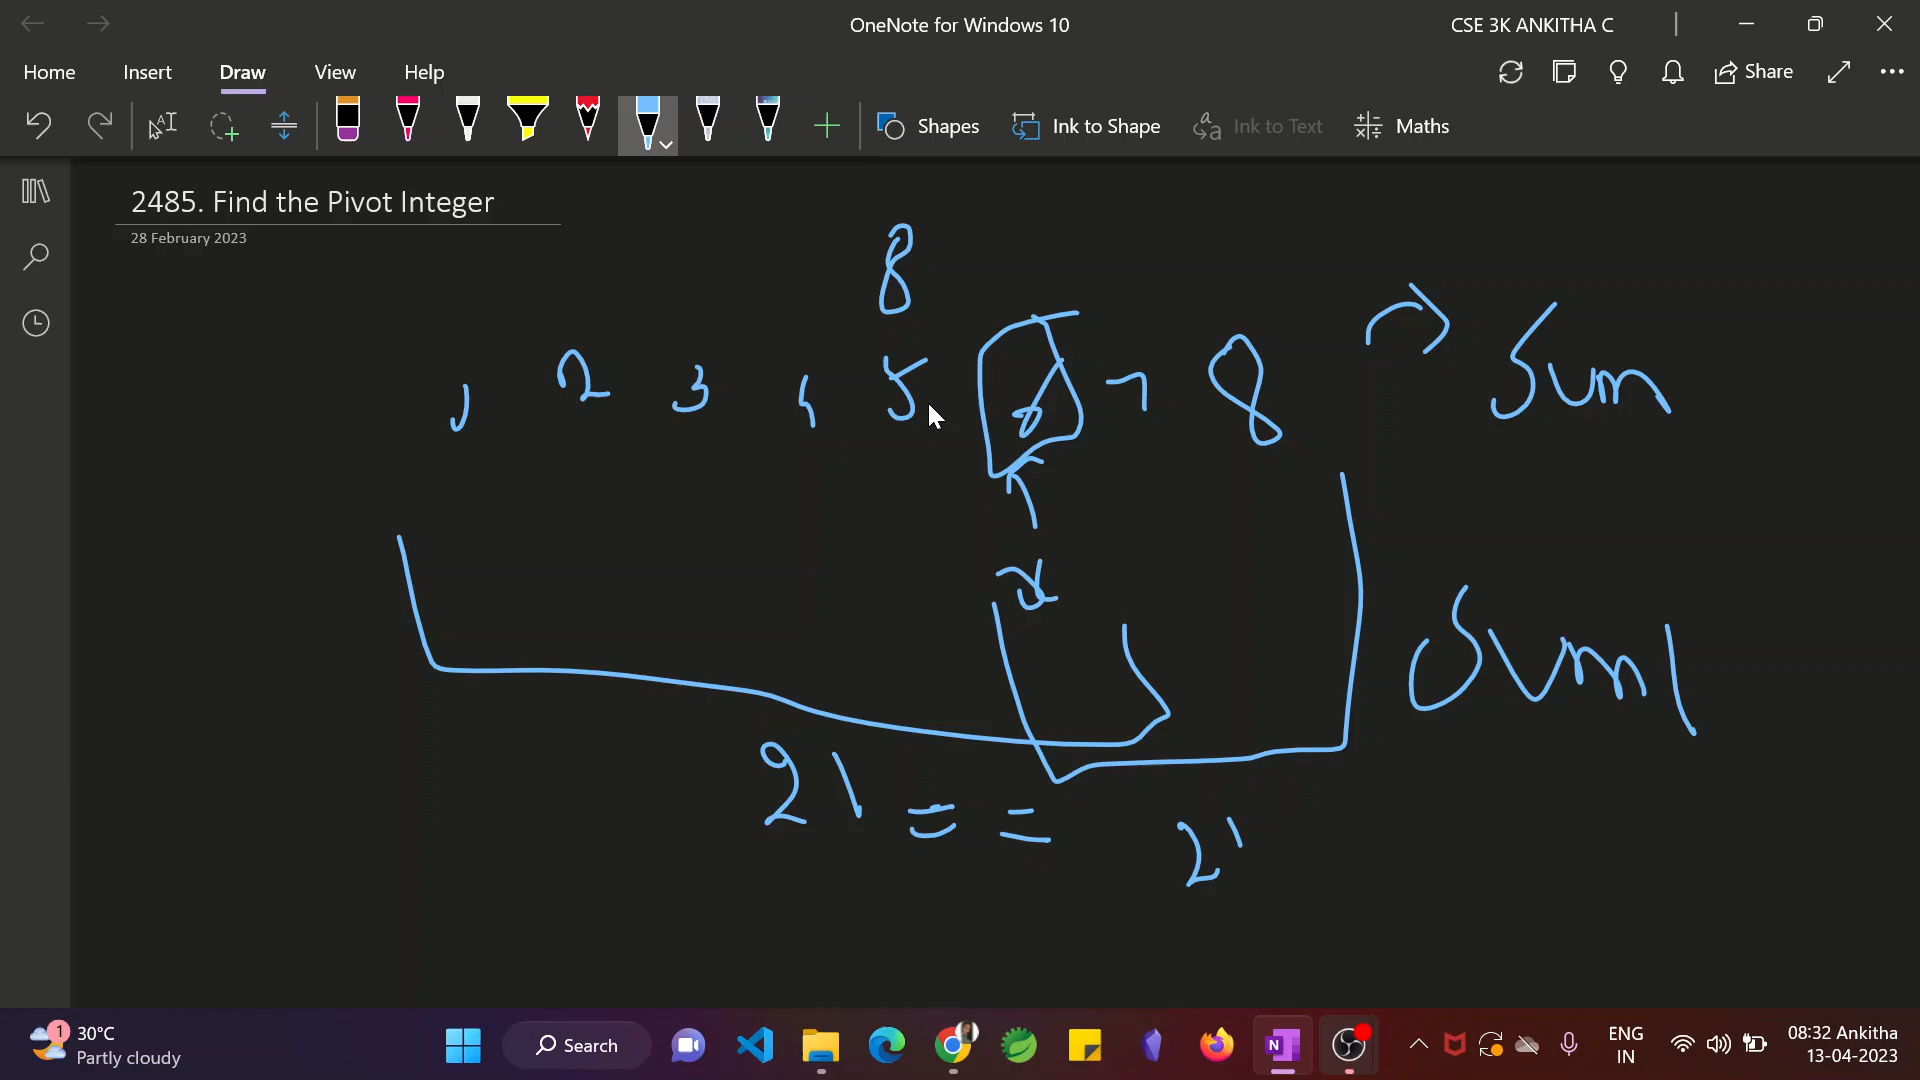 OneNote for Windows 10
CSE 3K ANKITHA C
Home Insert Draw View Help
Share
Shapes
Ink to Shape
Ink to Text
Maths
2485. Find the Pivot Integer
28 February 2023
8
1 2 3 4 5 6 7 8
Sum
x
Sum1
21 == 21
1
30°C
Partly cloudy
Search
ENG
IN
08:32 Ankitha
13-04-2023